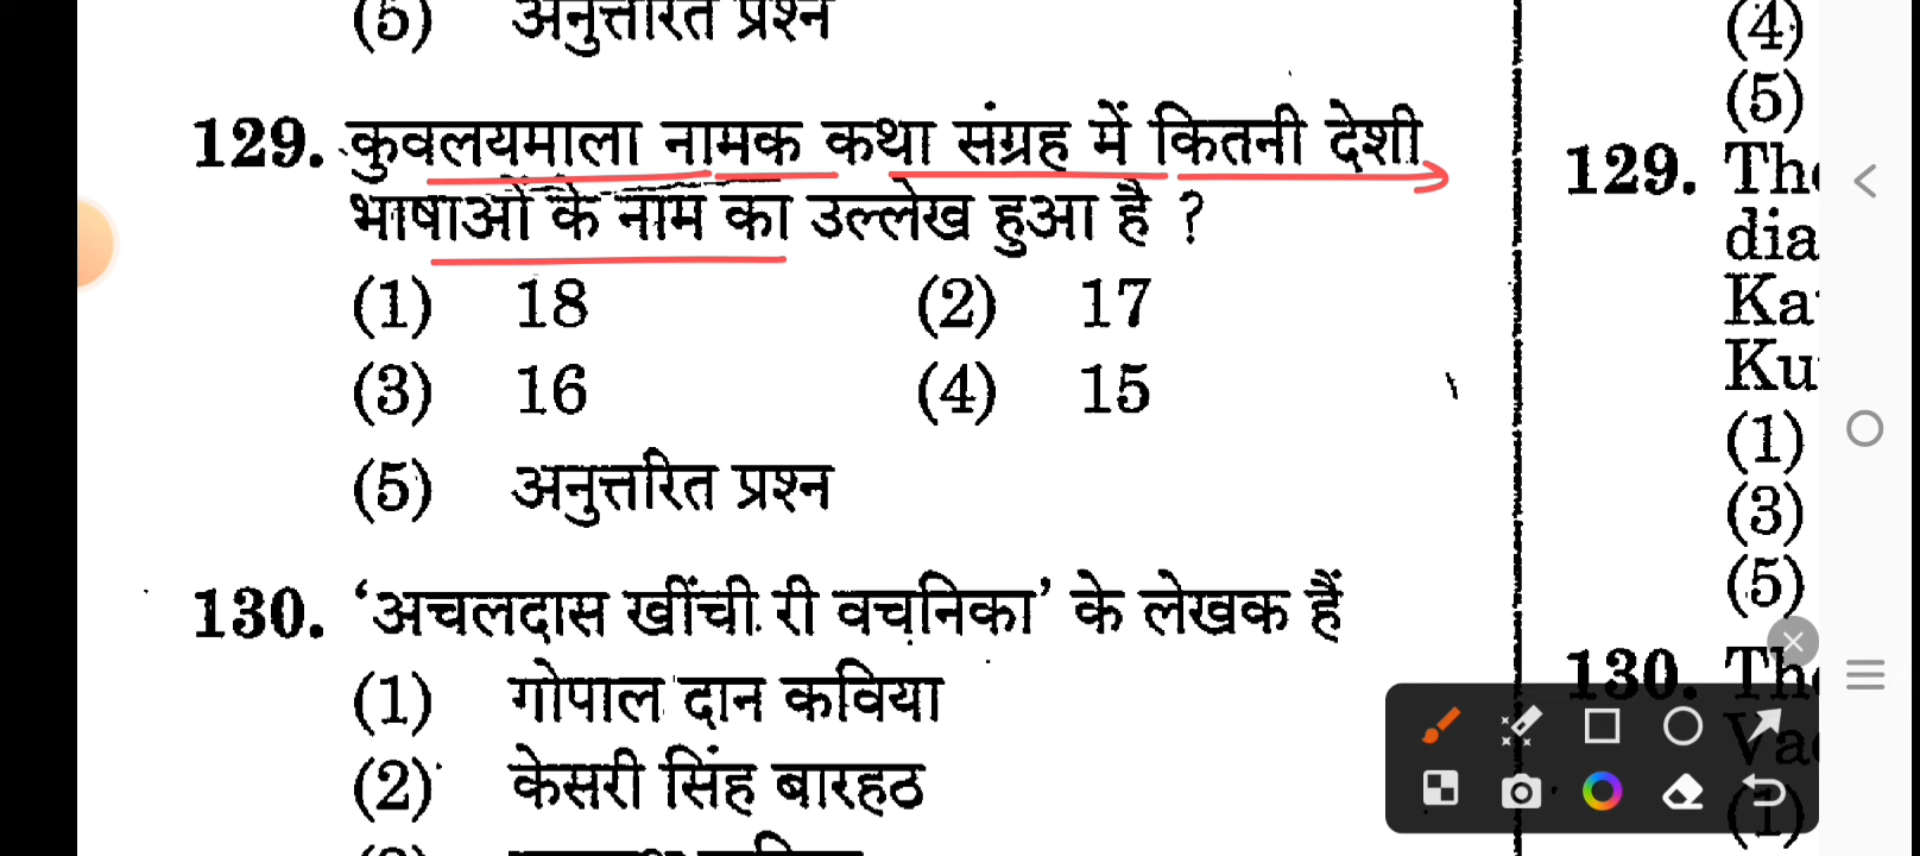 (5) अनुत्तरित प्रश्न
129. कुवलयमाला नामक कथा संग्रह में कितनी देशी
भाषाओं के नाम का उल्लेख हुआ है ?
(1) 18 (2) 17
(3) 16 (4) 15
(5) अनुत्तरित प्रश्न
130. ‘अचलदास खींची री वचनिका’ के लेखक हैं
(1) गोपाल दान कविया
(2) केसरी सिंह बारहठ
(4)
(5)
129.
dia
Ka
Ku
(1)
(3)
(5)
130.
(1)